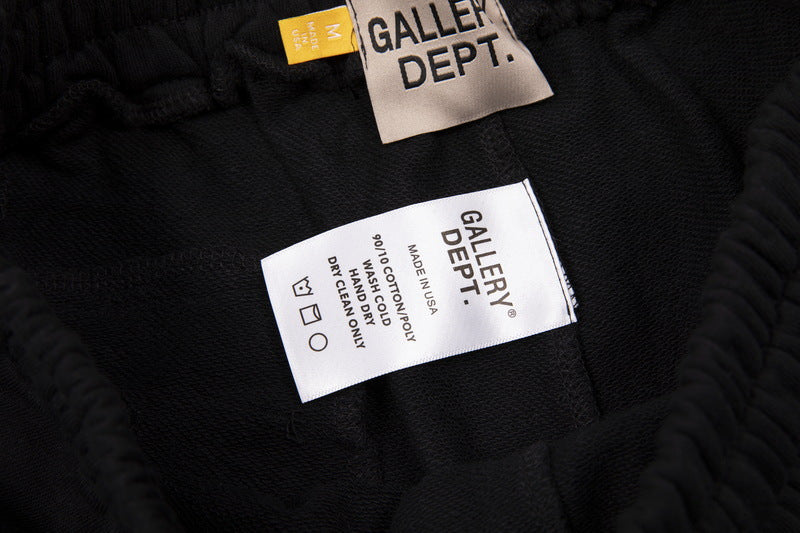 M
MADE
IN
USA
GALLERY
DEPT.
GALLERY®
DEPT.
MADE IN USA
90/10 COTTON/POLY
WASH COLD
HAND DRY
DRY CLEAN ONLY